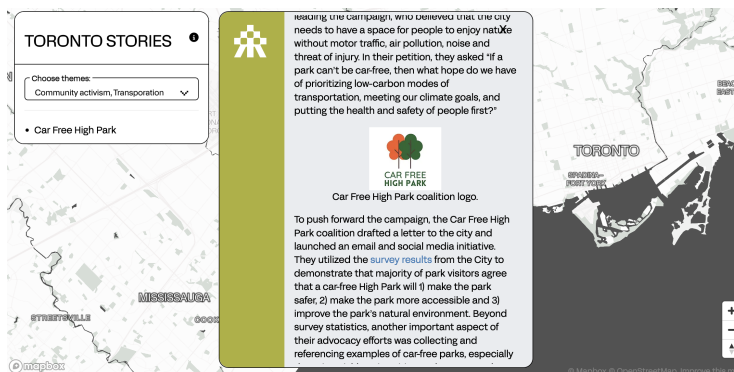 TORONTO STORIES
Choose themes:
Community activism, Transporation
• Car Free High Park
leading the campaign, who believed that the city
needs to have a space for people to enjoy nature
X
without motor traffic, air pollution, noise and
threat of injury. In their petition, they asked “If a
park can't be car-free, then what hope do we have
of prioritizing low-carbon modes of
transportation, meeting our climate goals, and
putting the health and safety of people first?”
CAR FREE
HIGH PARK
Car Free High Park coalition logo.
To push forward the campaign, the Car Free High
Park coalition drafted a letter to the city and
launched an email and social media initiative.
They utilized the survey results from the City to
demonstrate that majority of park visitors agree
that a car-free High Park will 1) make the park
safer, 2) make the park more accessible and 3)
improve the park's natural environment. Beyond
survey statistics, another important aspect of
their advocacy efforts was collecting and
referencing examples of car-free parks, especially
TORONTO
SPADINA–
FORT YORK
BEAC
EAST
MISSISSAUGA
STREETSVILLE
COOK
mapbox
© Mapbox © OpenStreetMap Improve this m